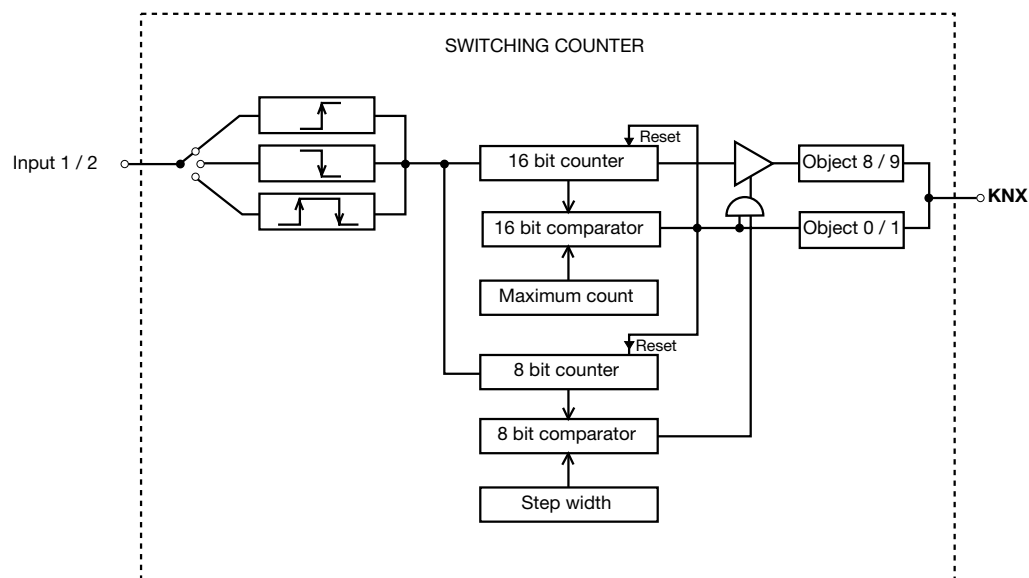 SWITCHING COUNTER
Input 1 / 2
Reset
16 bit counter
Object 8 / 9
KNX
16 bit comparator
Object 0 / 1
Maximum count
Reset
8 bit counter
8 bit comparator
Step width